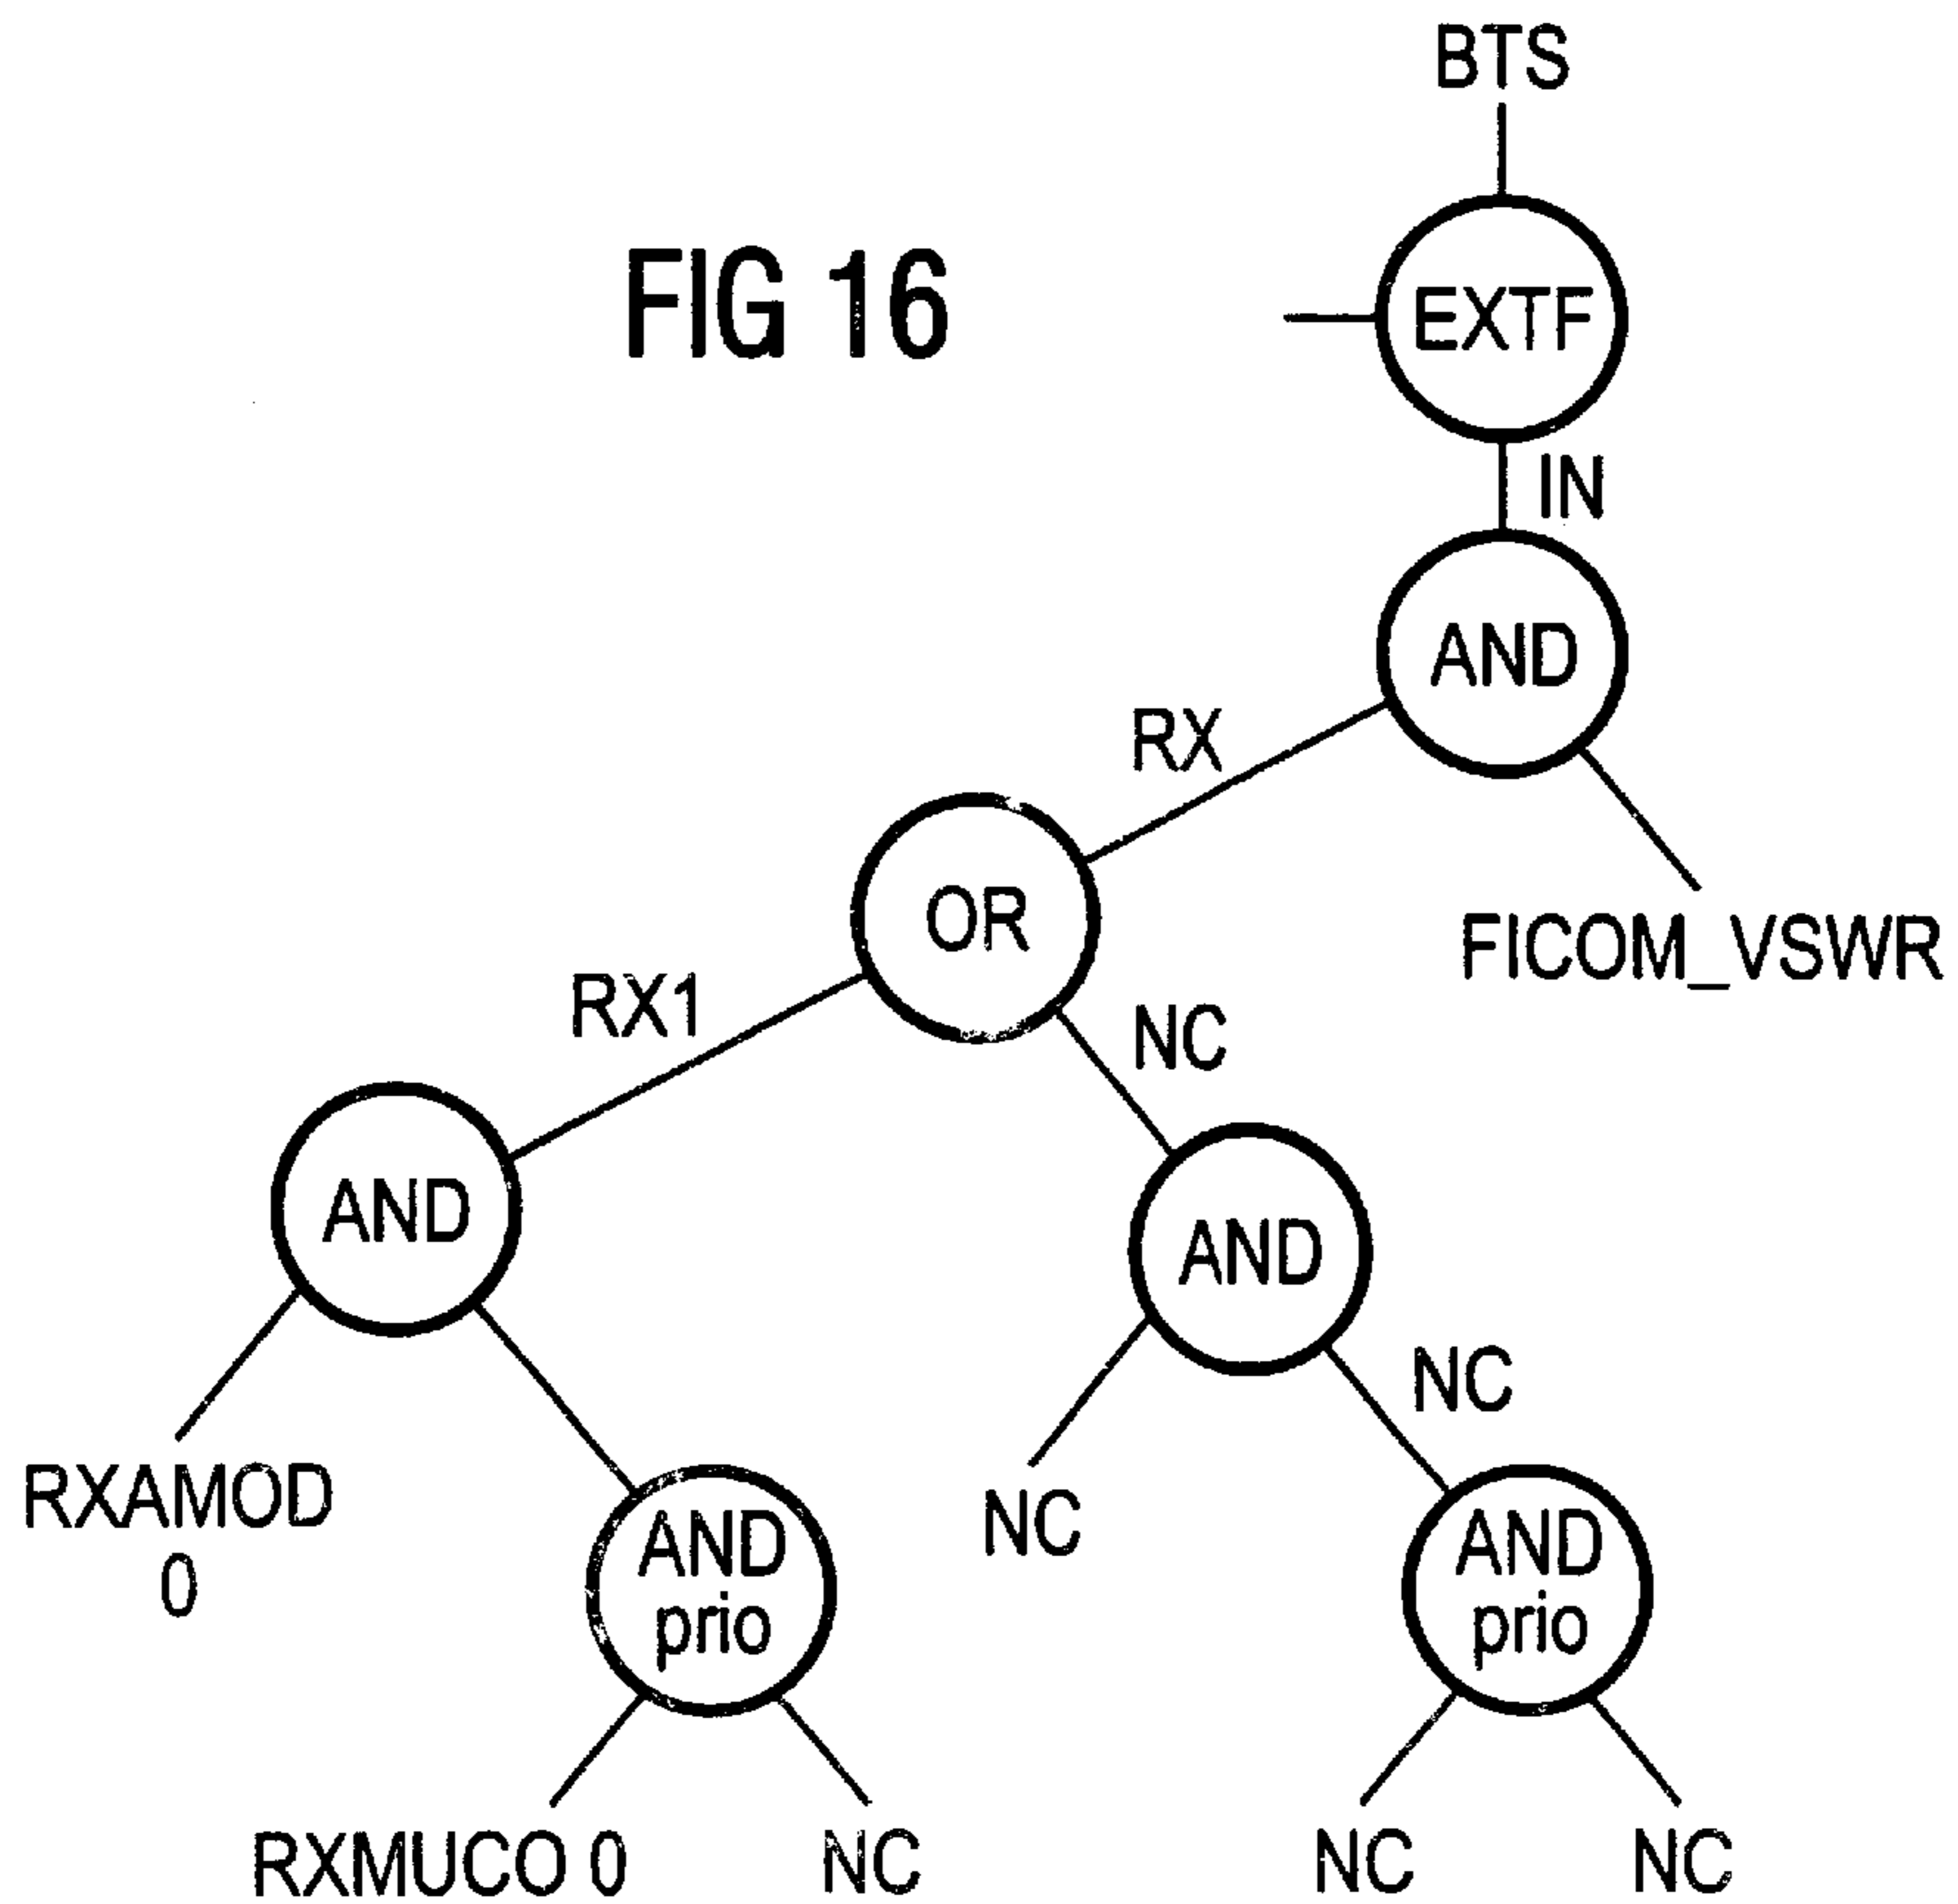 BTS
FIG 16
EXTF
IN
AND
RX
OR
FICOM_VSWR
RX1
NC
AND
AND
NC
RXAMOD
0
NC
AND
prio
AND
prio
RXMUCO 0
NC
NC
NC